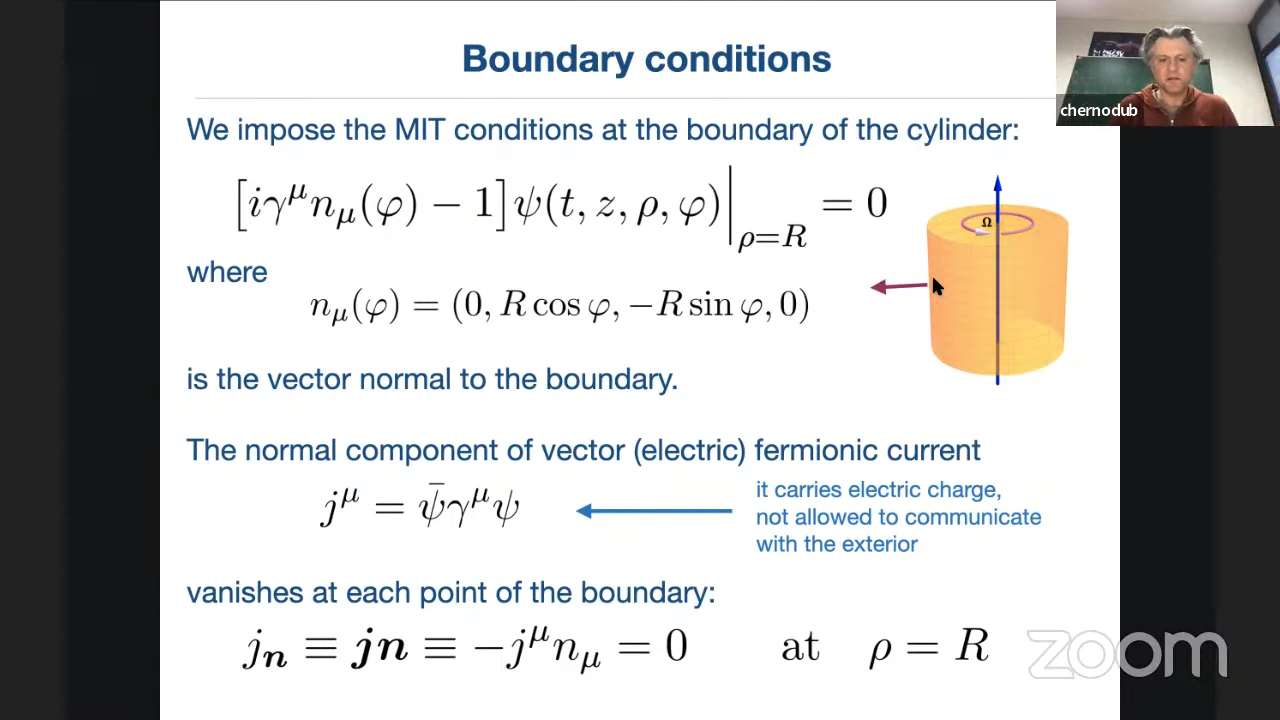 Boundary conditions
chernodub
We impose the MIT conditions at the boundary of the cylinder:
[iγ^μ n_μ(φ) − 1]ψ(t, z, ρ, φ)|_{ρ=R} = 0
Ω
where
n_μ(φ) = (0, R cos φ, −R sin φ, 0)
is the vector normal to the boundary.
The normal component of vector (electric) fermionic current
j^μ = ψ̄γ^μψ
it carries electric charge,
not allowed to communicate
with the exterior
vanishes at each point of the boundary:
j_n ≡ jn ≡ −j^μ n_μ = 0 at ρ = R
zoom